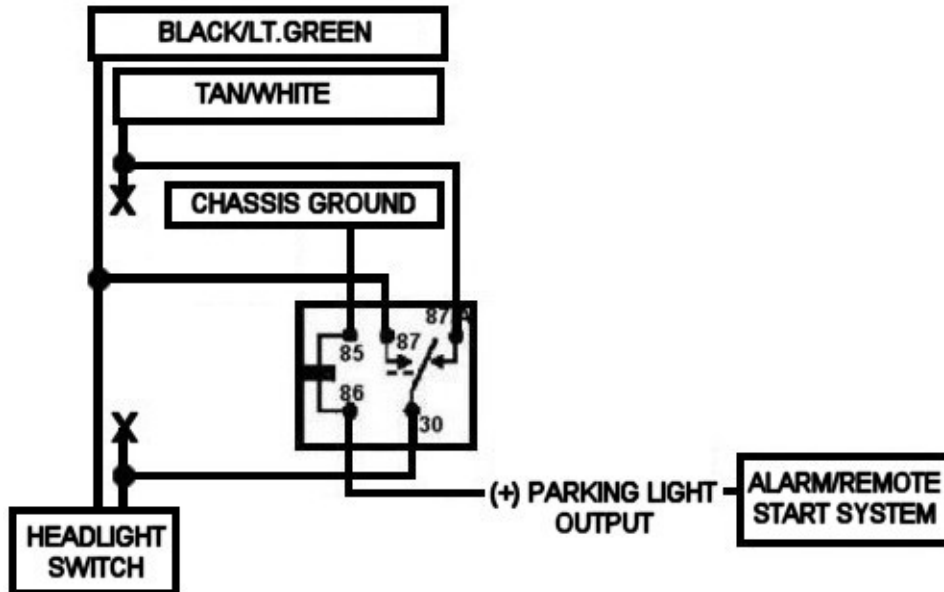 BLACK/LT.GREEN
TAN/WHITE
X
CHASSIS GROUND
87A
87
85
86
X
30
(+) PARKING LIGHT
OUTPUT
ALARM/REMOTE
START SYSTEM
HEADLIGHT
SWITCH